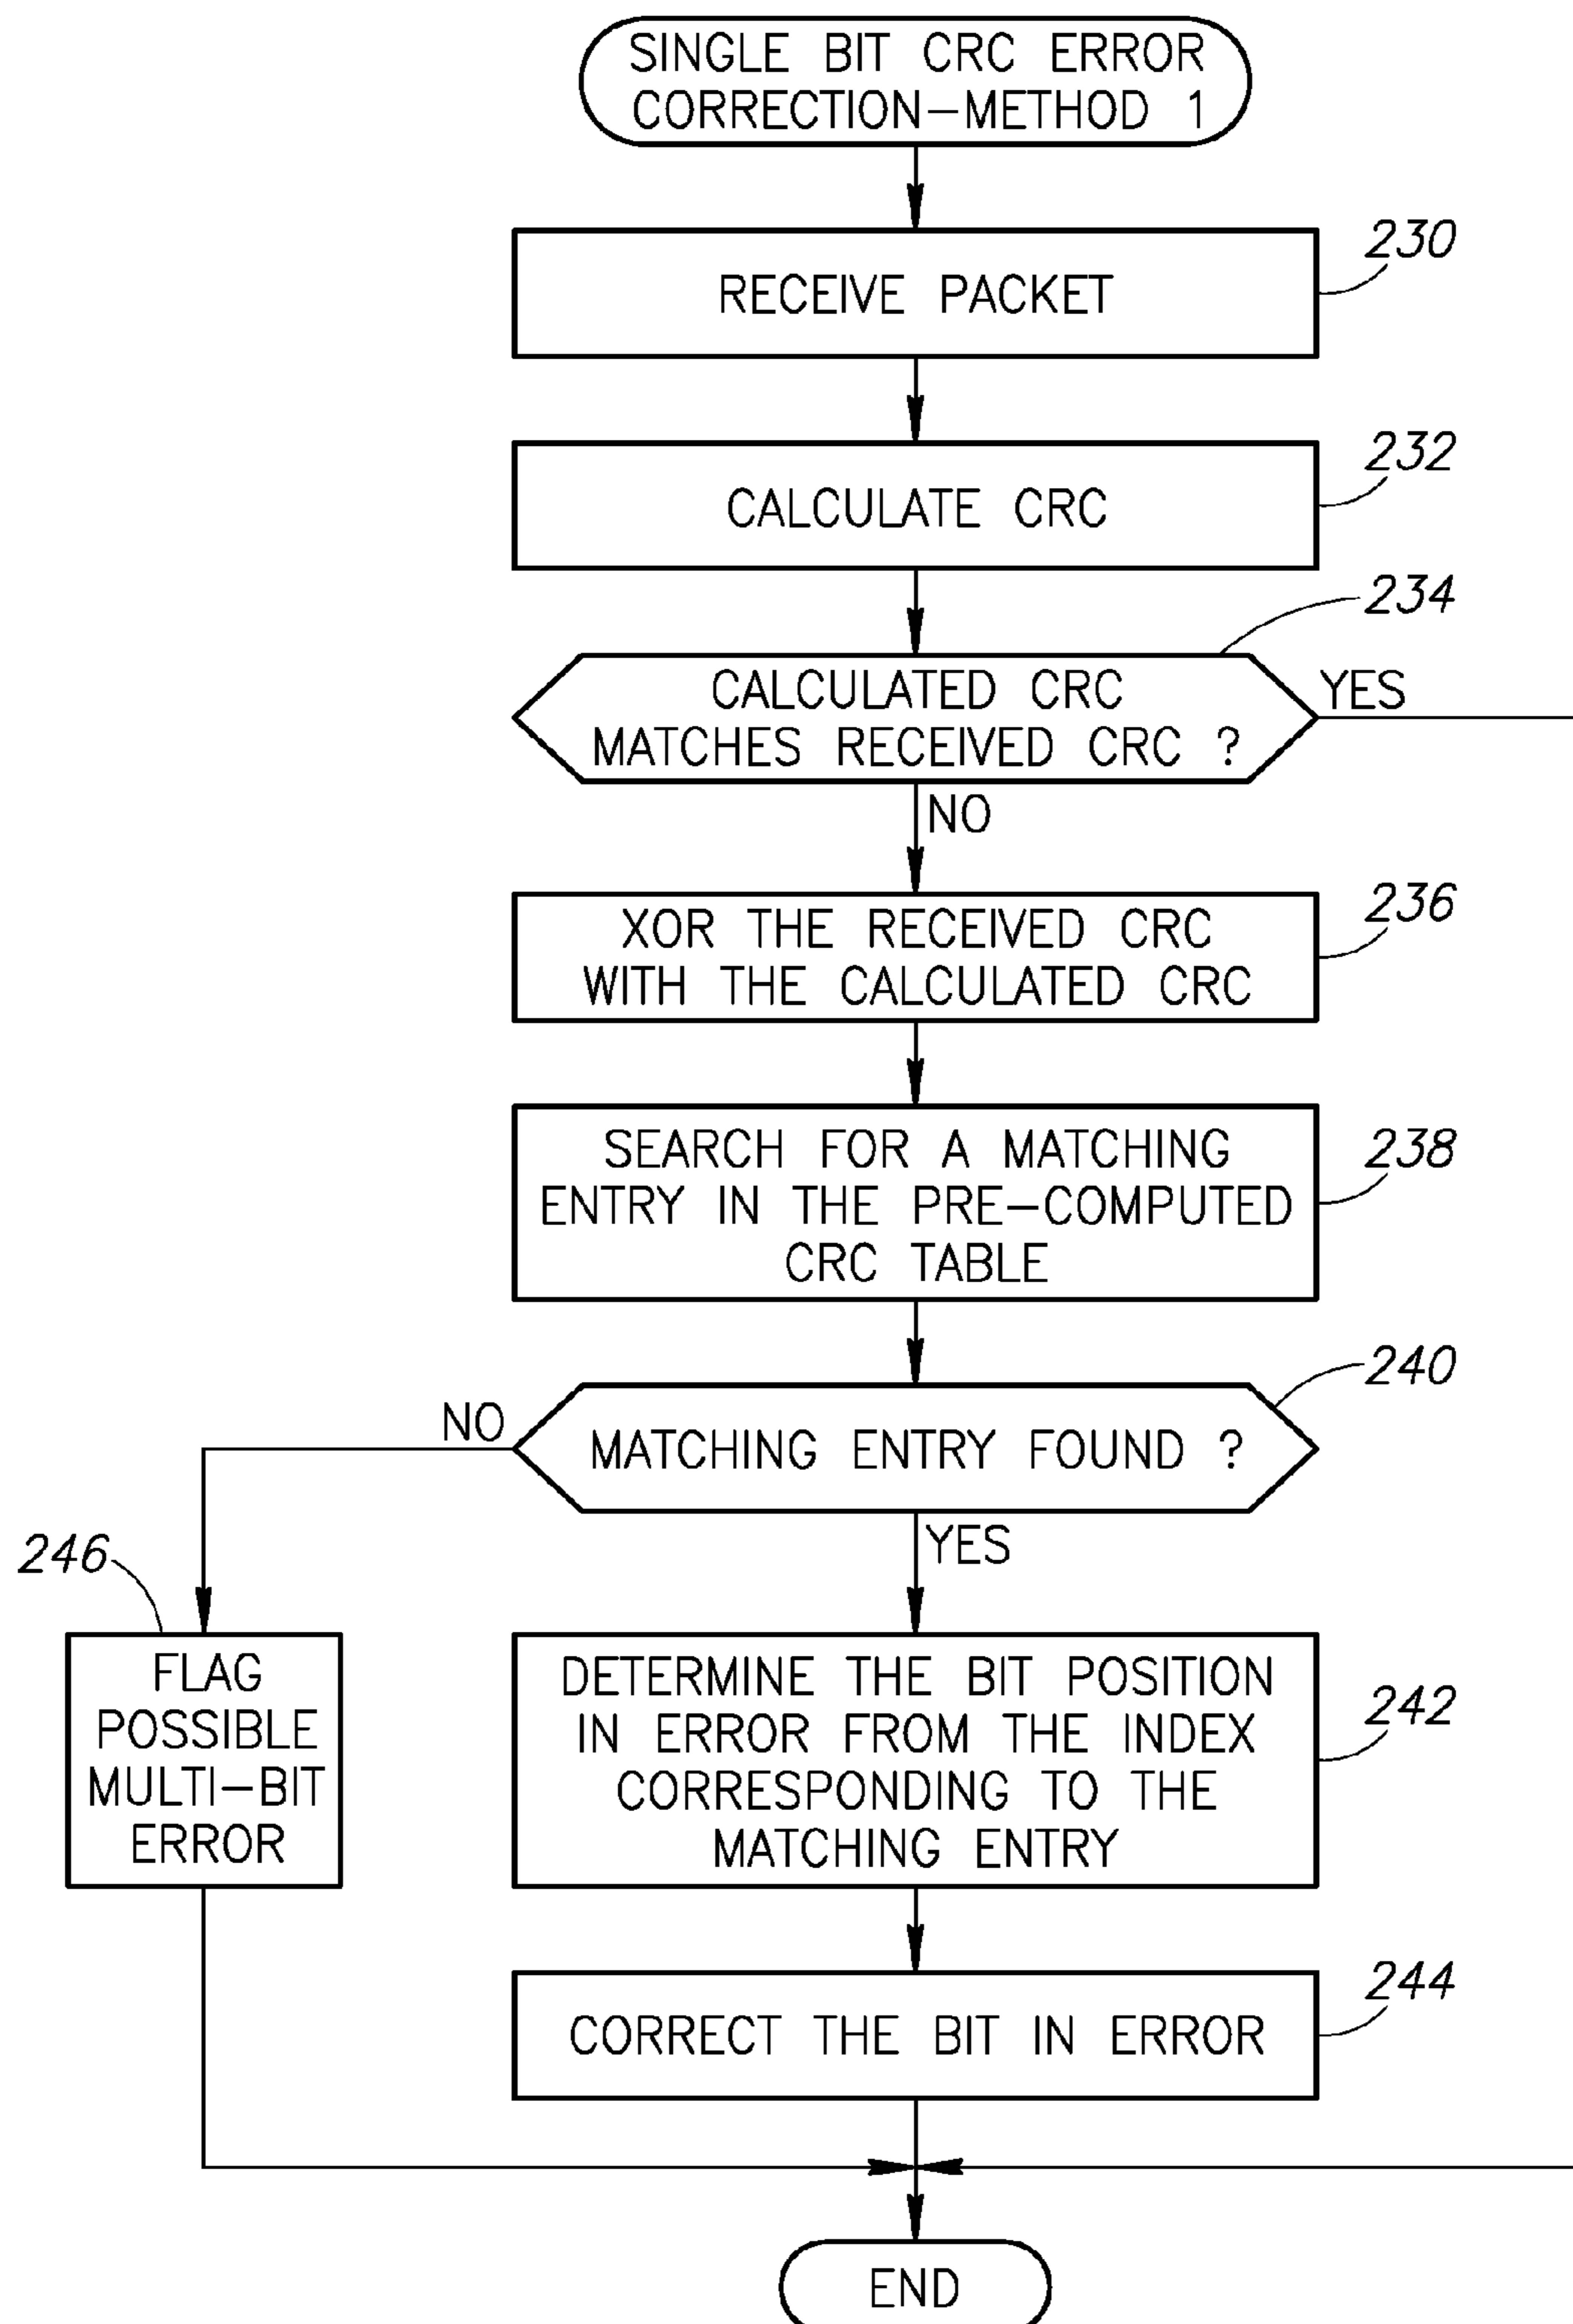 SINGLE BIT CRC ERROR
CORRECTION-METHOD 1
230
RECEIVE PACKET
232
CALCULATE CRC
234
CALCULATED CRC
MATCHES RECEIVED CRC ?
YES
NO
236
XOR THE RECEIVED CRC
WITH THE CALCULATED CRC
238
SEARCH FOR A MATCHING
ENTRY IN THE PRE-COMPUTED
CRC TABLE
240
NO
MATCHING ENTRY FOUND ?
YES
246
FLAG
POSSIBLE
MULTI-BIT
ERROR
DETERMINE THE BIT POSITION
IN ERROR FROM THE INDEX
CORRESPONDING TO THE
MATCHING ENTRY
242
244
CORRECT THE BIT IN ERROR
END